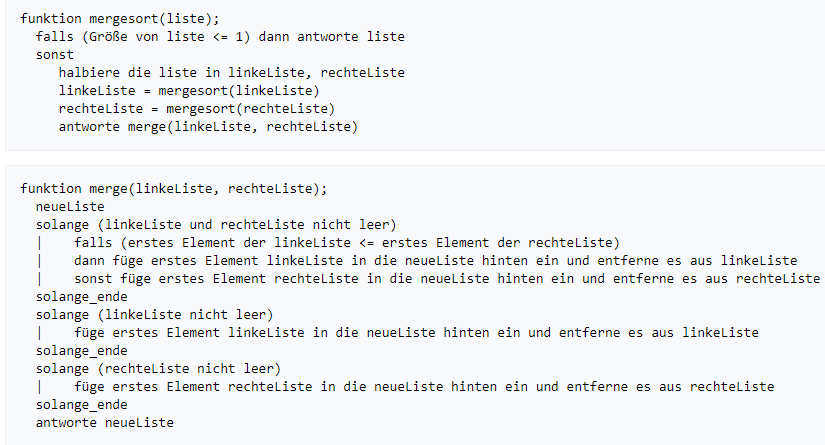 funktion mergesort(liste);
falls (Größe von liste <= 1) dann antworte liste
sonst
halbiere die liste in linkeListe, rechteListe
linkeListe = mergesort(linkeListe)
rechteListe = mergesort(rechteListe)
antworte merge(linkeListe, rechteListe)
funktion merge(linkeListe, rechteListe);
neueListe
solange (linkeListe und rechteListe nicht leer)
| falls (erstes Element der linkeListe <= erstes Element der rechteListe)
| dann füge erstes Element linkeListe in die neueListe hinten ein und entferne es aus linkeListe
| sonst füge erstes Element rechteListe in die neueListe hinten ein und entferne es aus rechteListe
solange_ende
solange (linkeListe nicht leer)
| füge erstes Element linkeListe in die neueListe hinten ein und entferne es aus linkeListe
solange_ende
solange (rechteListe nicht leer)
| füge erstes Element rechteListe in die neueListe hinten ein und entferne es aus rechteListe
solange_ende
antworte neueListe